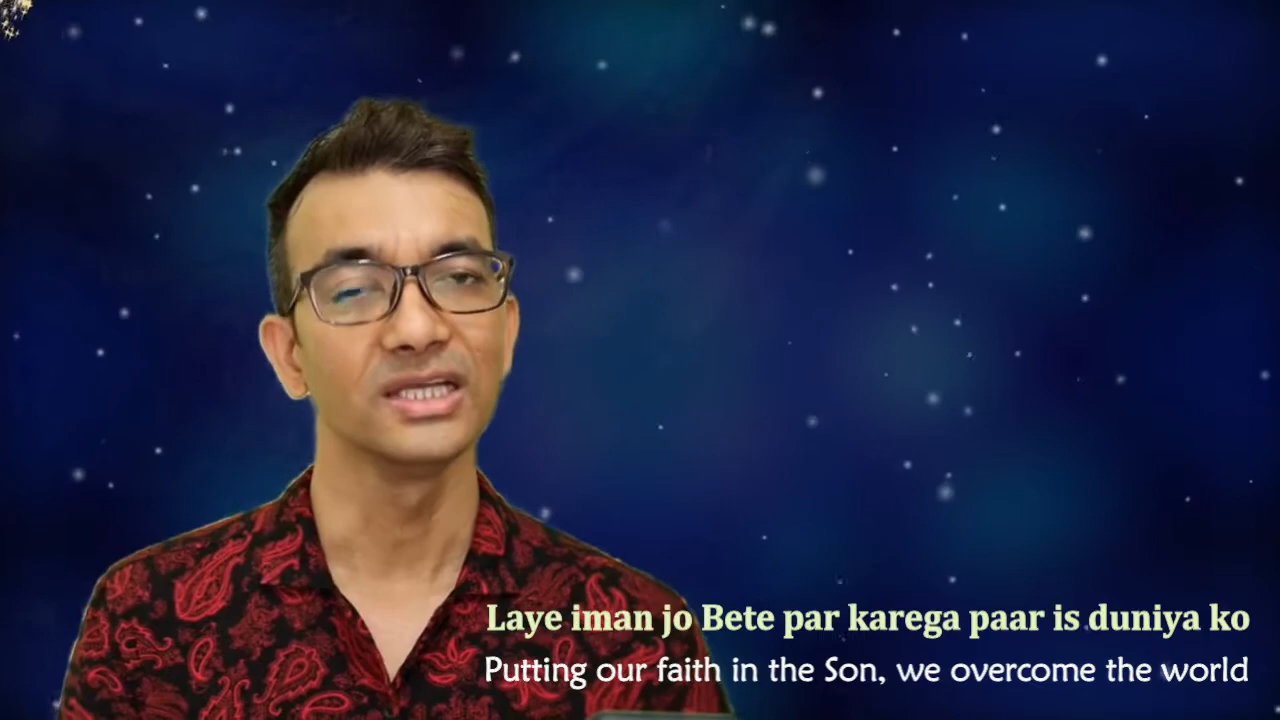 Laye iman jo Bete par karega paar is duniya ko
Putting our faith in the Son, we overcome the world